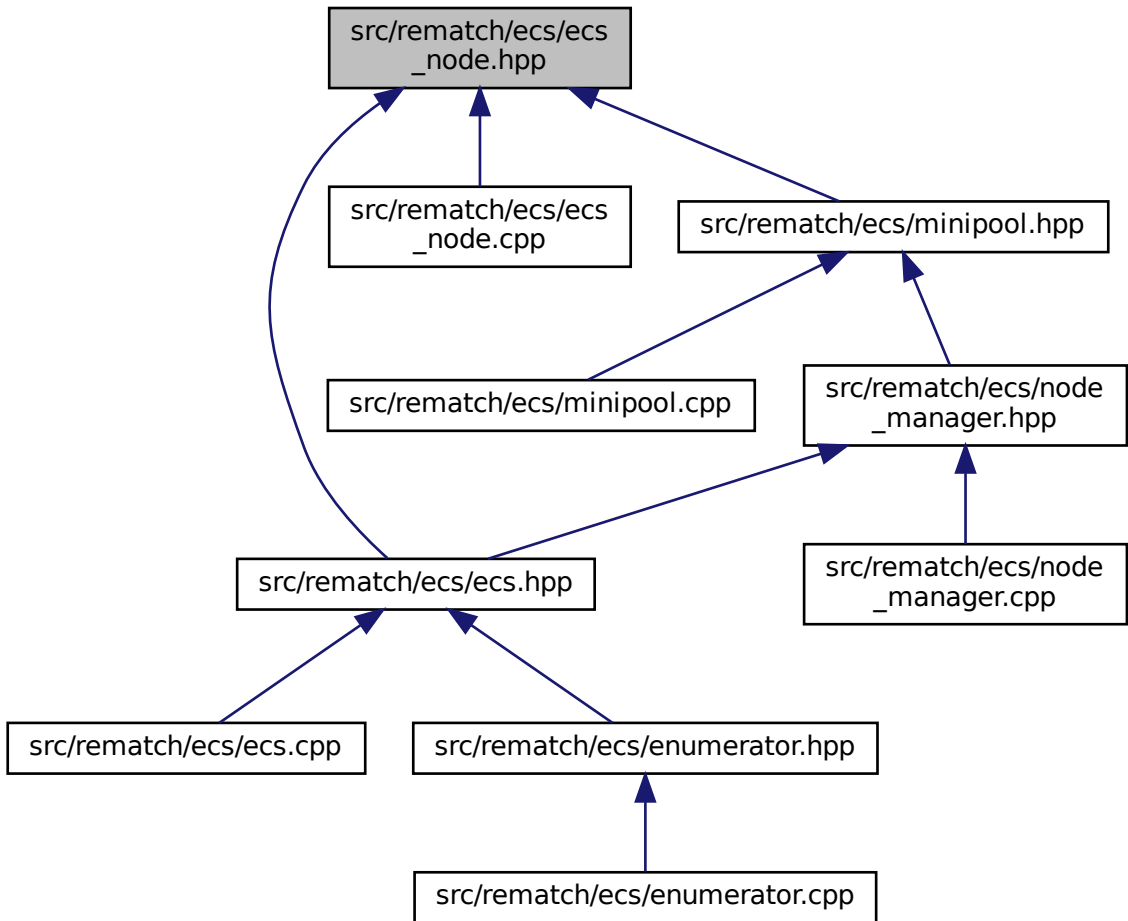 src/rematch/ecs/ecs
_node.hpp
src/rematch/ecs/ecs
_node.cpp
src/rematch/ecs/minipool.hpp
src/rematch/ecs/minipool.cpp
src/rematch/ecs/node
_manager.hpp
src/rematch/ecs/ecs.hpp
src/rematch/ecs/node
_manager.cpp
src/rematch/ecs/ecs.cpp
src/rematch/ecs/enumerator.hpp
src/rematch/ecs/enumerator.cpp